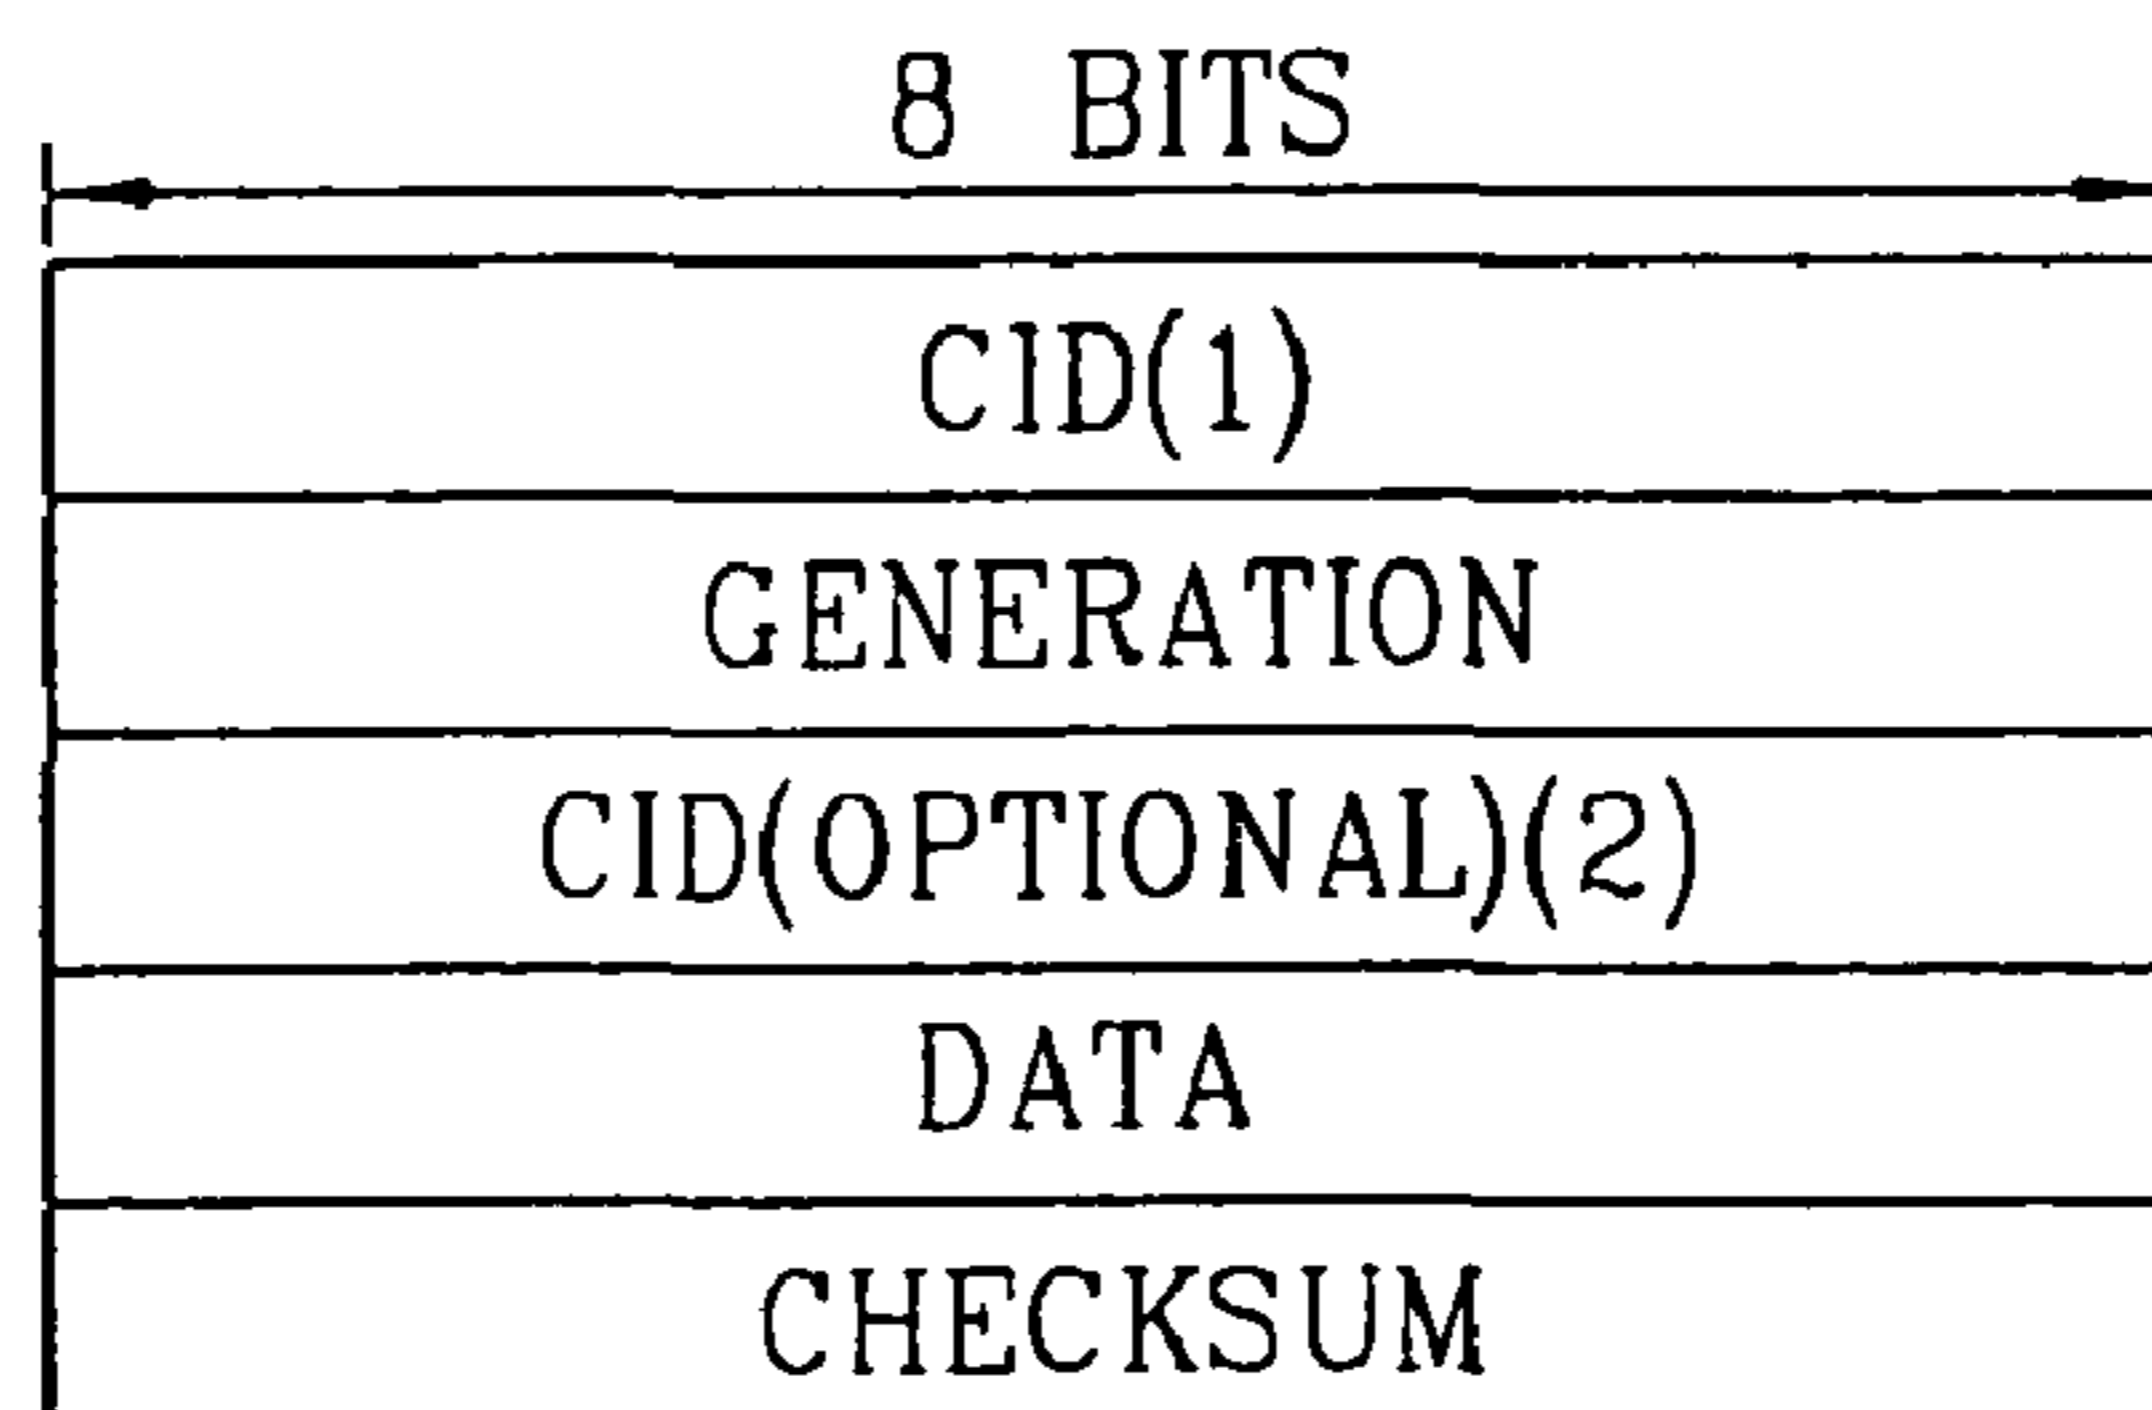 8 BITS
CID(1)
GENERATION
CID(OPTIONAL)(2)
DATA
CHECKSUM